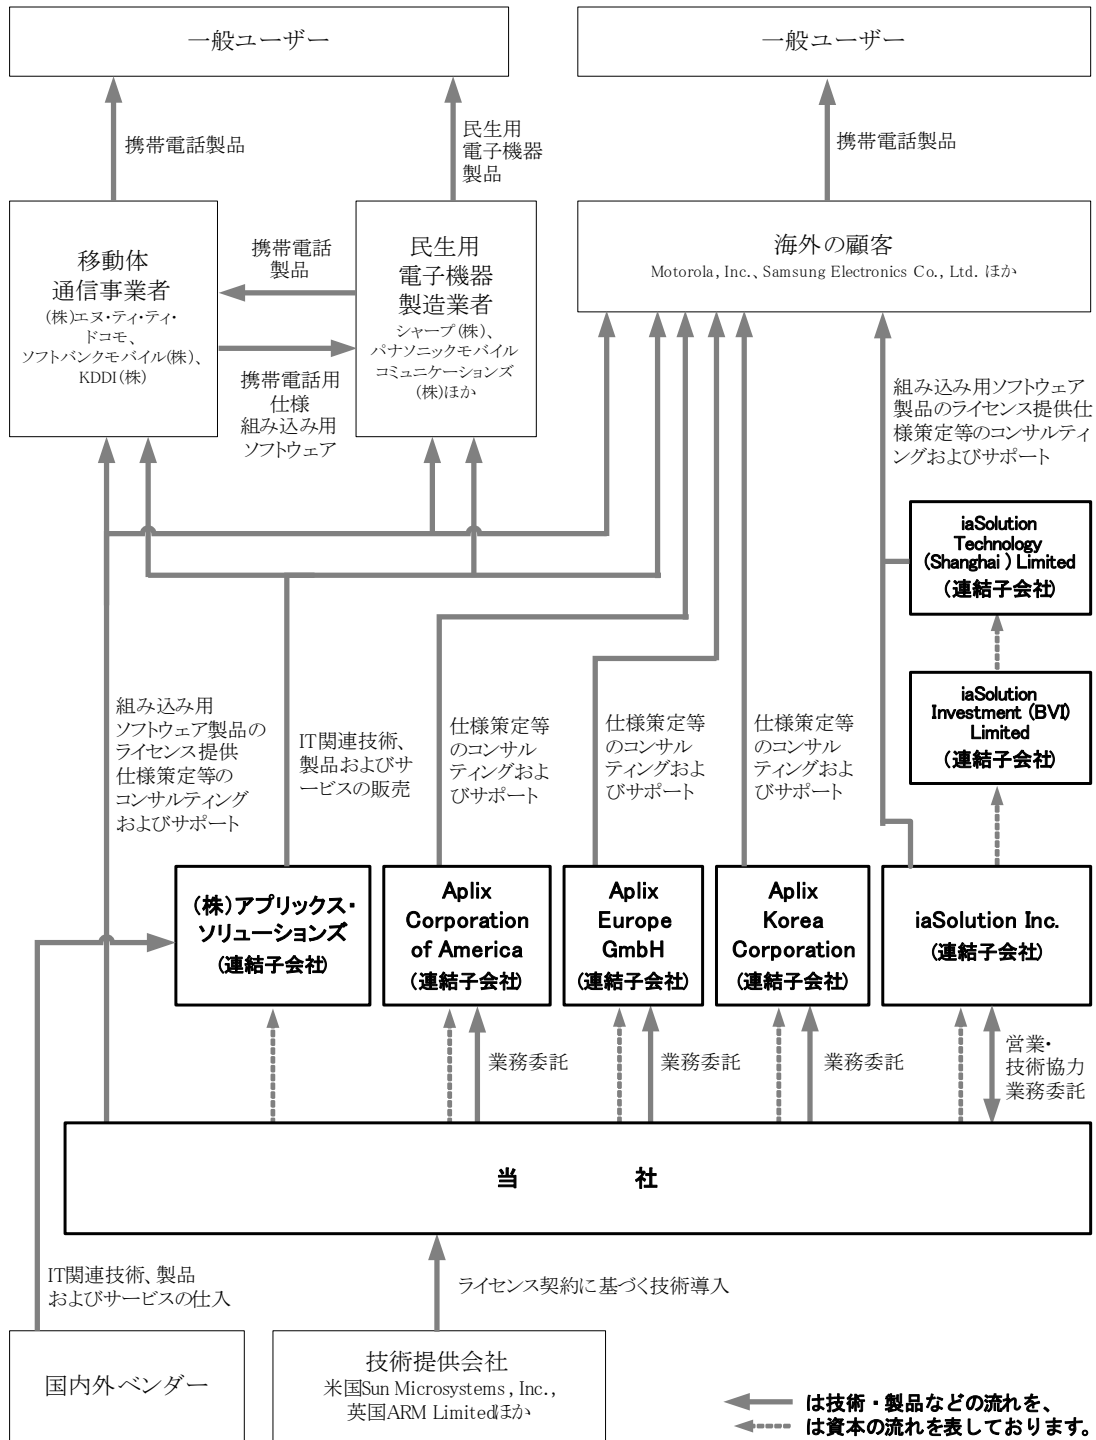 一般ユーザー
一般ユーザー
携帯電話製品
民生用
電子機器
製品
携帯電話製品
移動体
通信事業者
(株)エヌ・ティ・ティ・
ドコモ、
ソフトバンクモバイル(株)、
KDDI(株)
携帯電話
製品
携帯電話用
仕様
組み込み用
ソフトウェア
民生用
電子機器
製造業者
シャープ(株)、
パナソニックモバイル
コミュニケーションズ
(株)ほか
海外の顧客
Motorola, Inc.、Samsung Electronics Co., Ltd. ほか
組み込み用ソフトウェア
製品のライセンス提供仕
様策定等のコンサルティ
ングおよびサポート
iaSolution
Technology
(Shanghai ) Limited
(連結子会社)
iaSolution
Investment (BVI)
Limited
(連結子会社)
組み込み用
ソフトウェア製品の
ライセンス提供
仕様策定等の
コンサルティング
およびサポート
IT関連技術、
製品およびサ
ービスの販売
仕様策定等
のコンサル
ティングおよ
びサポート
仕様策定等
のコンサル
ティングおよ
びサポート
仕様策定等
のコンサル
ティングおよ
びサポート
(株)アプリックス・
ソリューションズ
(連結子会社)
Aplix
Corporation
of America
(連結子会社)
Aplix
Europe
GmbH
(連結子会社)
Aplix
Korea
Corporation
(連結子会社)
iaSolution Inc.
(連結子会社)
業務委託
業務委託
業務委託
営業・
技術協力
業務委託
当 社
IT関連技術、製品
およびサービスの仕入
ライセンス契約に基づく技術導入
国内外ベンダー
技術提供会社
米国Sun Microsystems , Inc.,
英国ARM Limitedほか
は技術・製品などの流れを、
は資本の流れを表しております。